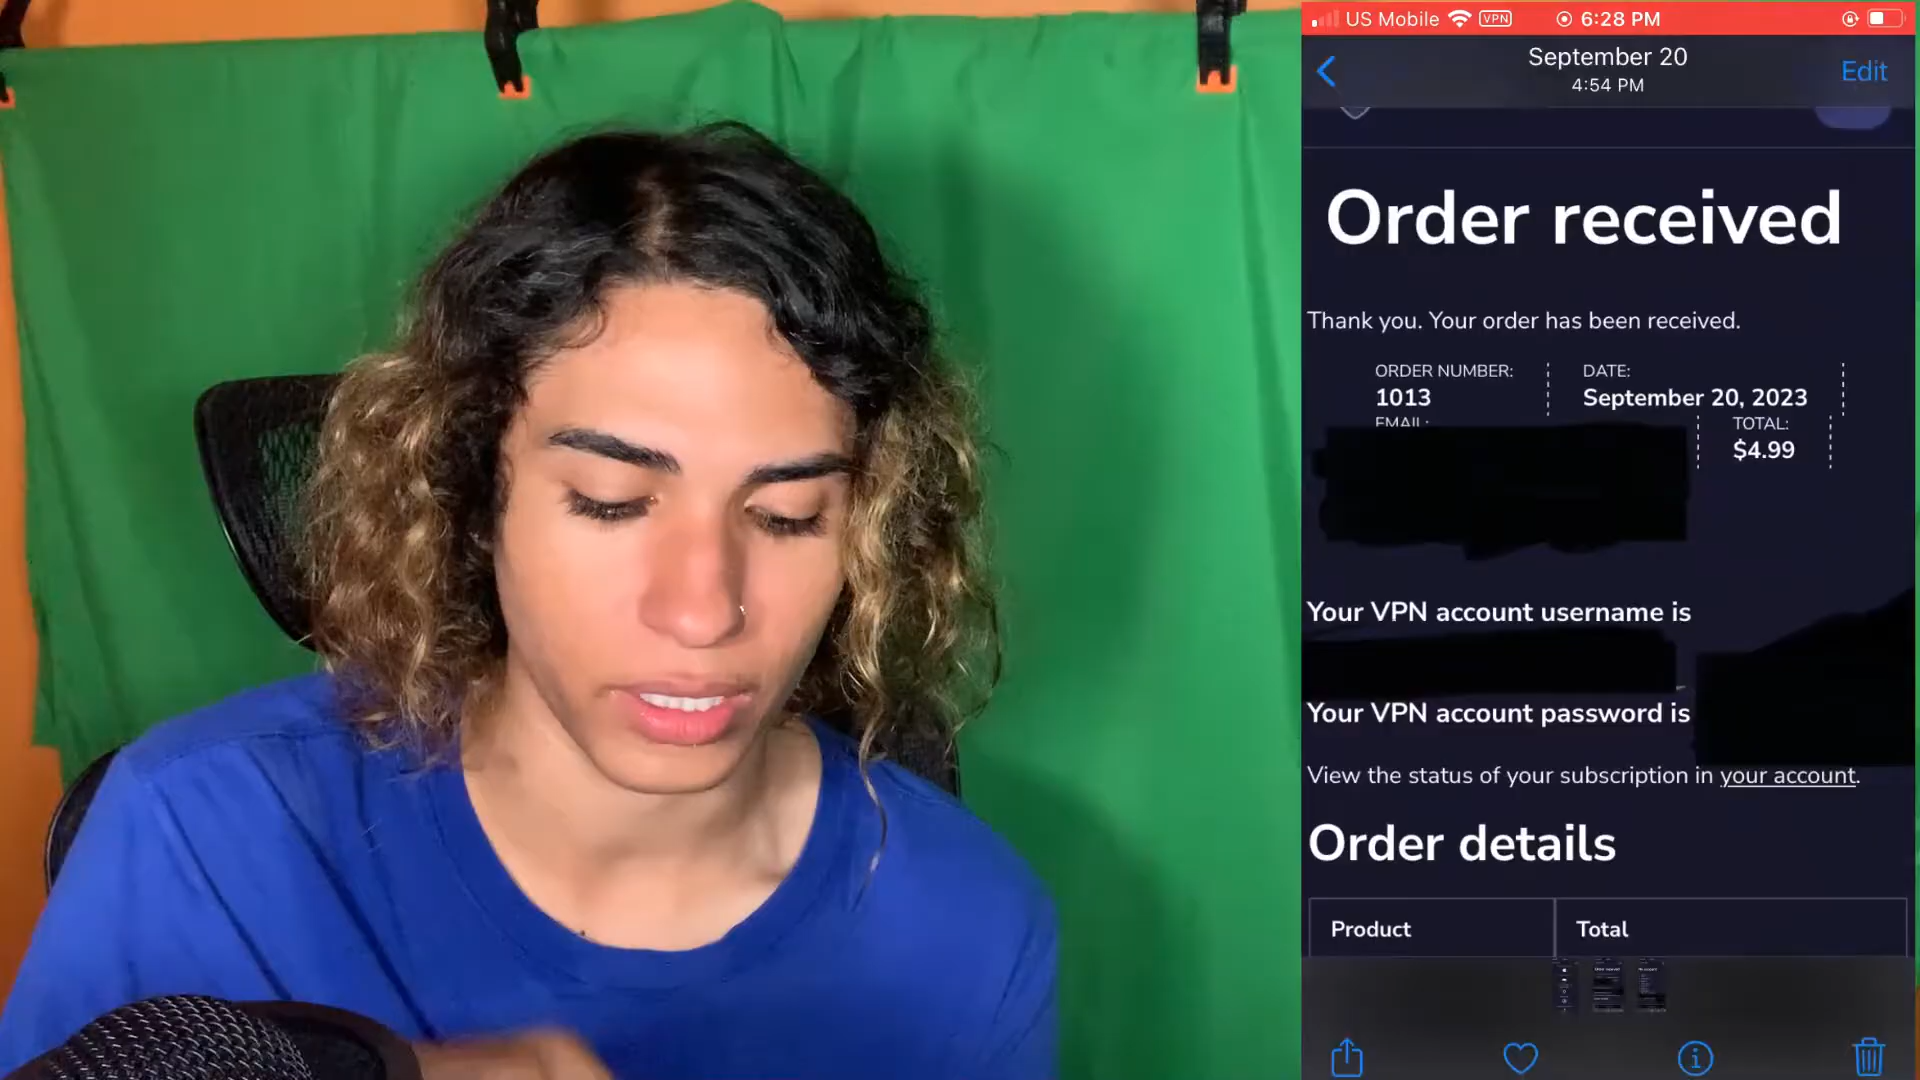 US Mobile VPN 6:28 PM
September 20
4:54 PM
Edit
Order received
Thank you. Your order has been received.
ORDER NUMBER:
1013
DATE:
September 20, 2023
EMAIL:
TOTAL:
$4.99
Your VPN account username is
Your VPN account password is
View the status of your subscription in your account.
Order details
Product
Total